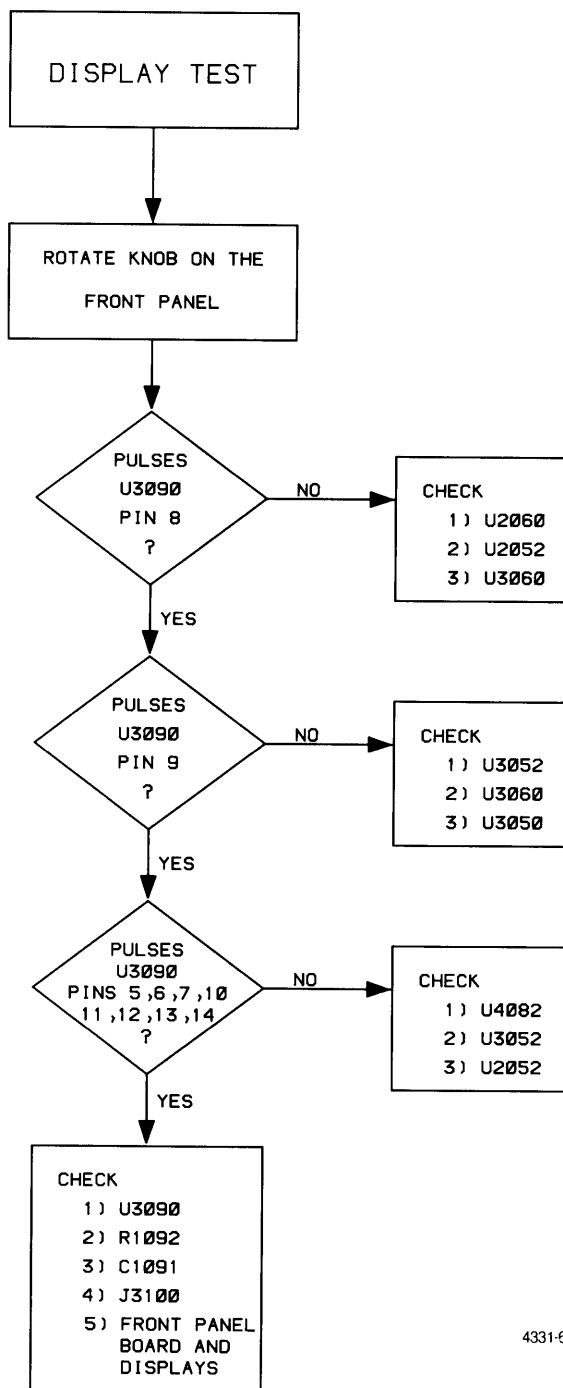 DISPLAY TEST
ROTATE KNOB ON THE
FRONT PANEL
PULSES
U3090
PIN 8
?
NO
CHECK
1) U2060
2) U2052
3) U3060
YES
PULSES
U3090
PIN 9
?
NO
CHECK
1) U3052
2) U3060
3) U3050
YES
PULSES
U3090
PINS 5,6,7,10
11,12,13,14
?
NO
CHECK
1) U4082
2) U3052
3) U2052
YES
CHECK
1) U3090
2) R1092
3) C1091
4) J3100
5) FRONT PANEL
BOARD AND
DISPLAYS
4331-6